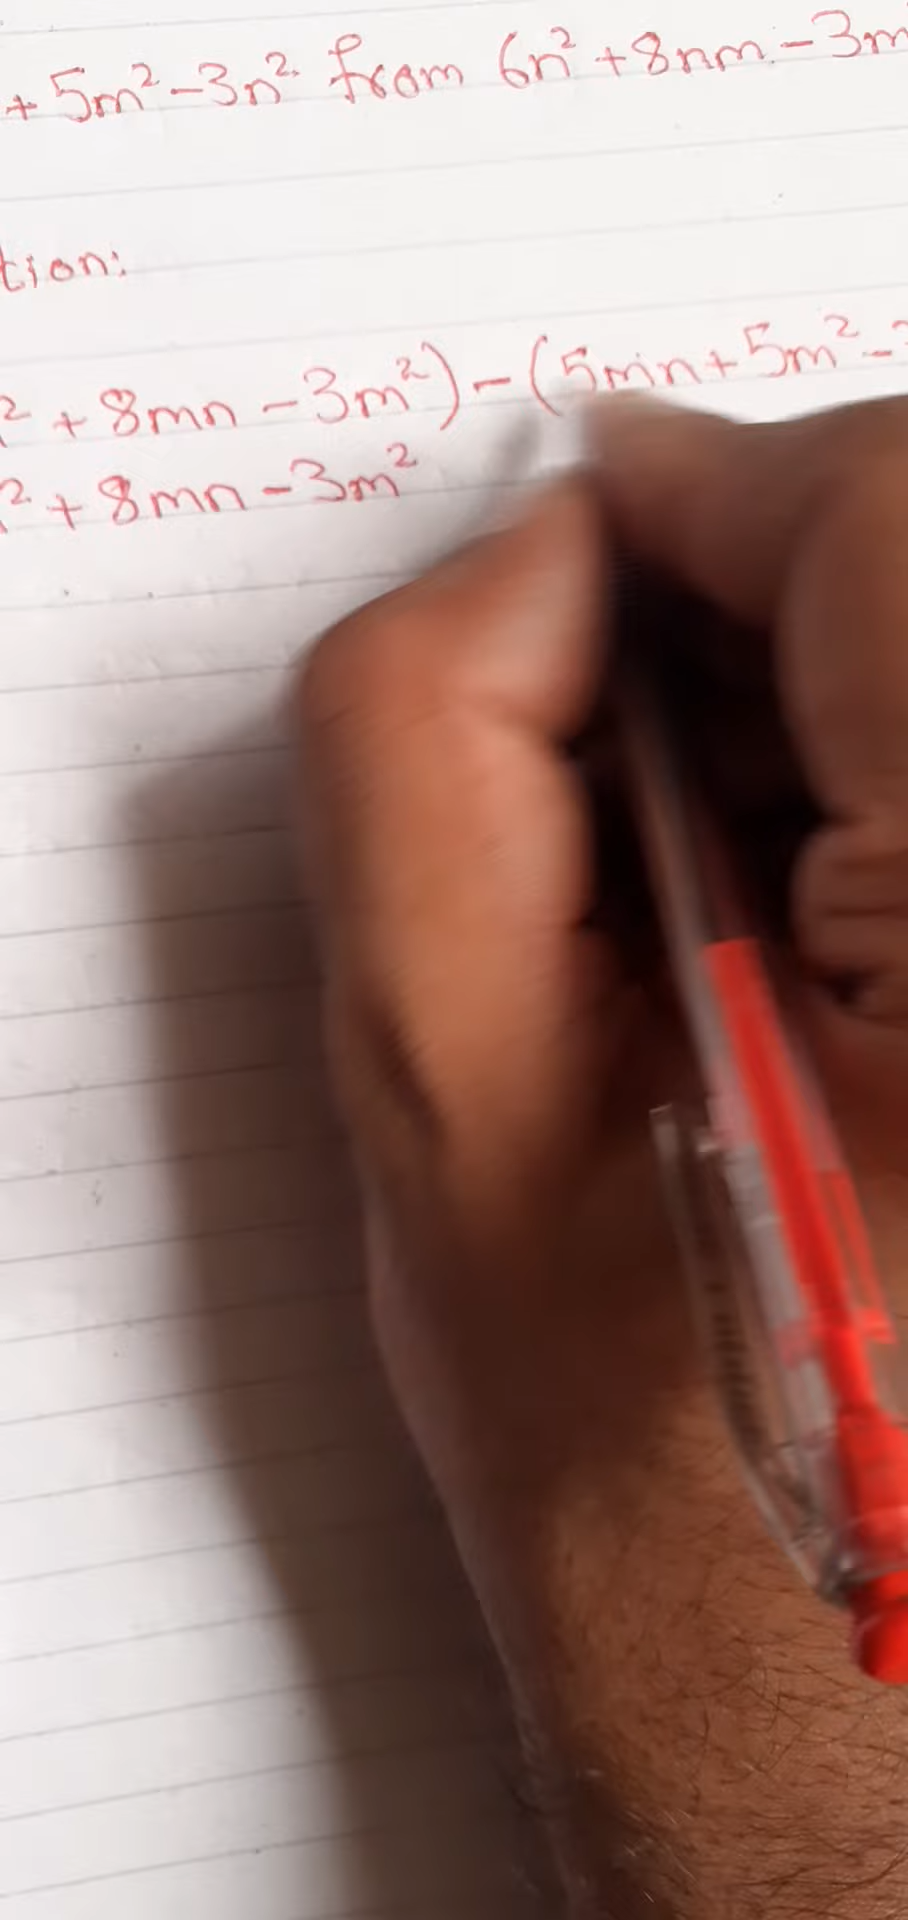 + 5m² - 3n² from 6n² + 8nm - 3m
tion:
² + 8mn - 3m²) - (5mn + 5m² -
² + 8mn - 3m²